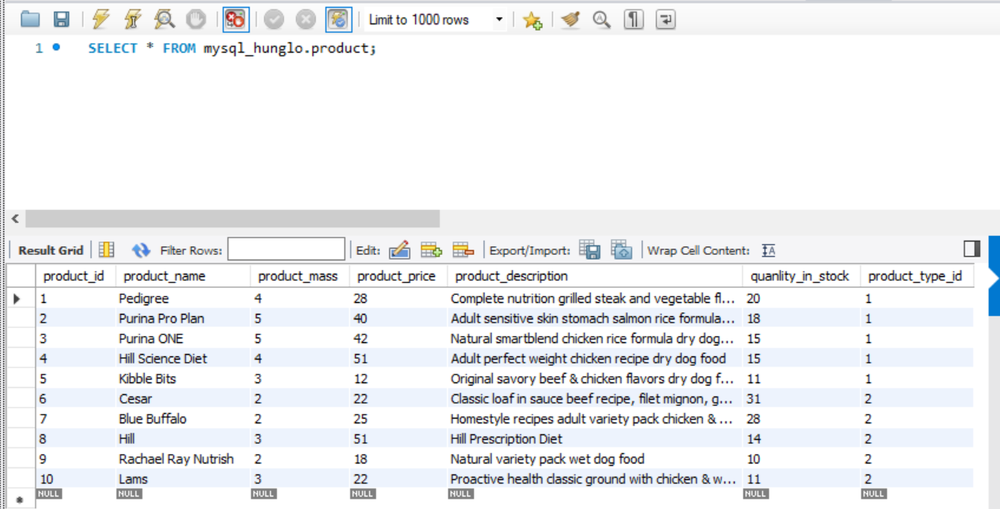 Limit to 1000 rows
1 SELECT * FROM mysql_hunglo.product;
Result Grid Filter Rows: Edit: Export/Import: Wrap Cell Content:
product_id product_name product_mass product_price product_description quanlity_in_stock product_type_id
1 Pedigree 4 28 Complete nutrition grilled steak and vegetable fl... 20 1
2 Purina Pro Plan 5 40 Adult sensitive skin stomach salmon rice formula... 18 1
3 Purina ONE 5 42 Natural smartblend chicken rice formula dry dog... 15 1
4 Hill Science Diet 4 51 Adult perfect weight chicken recipe dry dog food 15 1
5 Kibble Bits 3 12 Original savory beef & chicken flavors dry dog f... 11 1
6 Cesar 2 22 Classic loaf in sauce beef recipe, filet mignon, g... 31 2
7 Blue Buffalo 2 25 Homestyle recipes adult variety pack chicken & ... 28 2
8 Hill 3 51 Hill Prescription Diet 14 2
9 Rachael Ray Nutrish 2 18 Natural variety pack wet dog food 10 2
10 Lams 3 22 Proactive health classic ground with chicken & w... 11 2
NULL NULL NULL NULL NULL NULL NULL